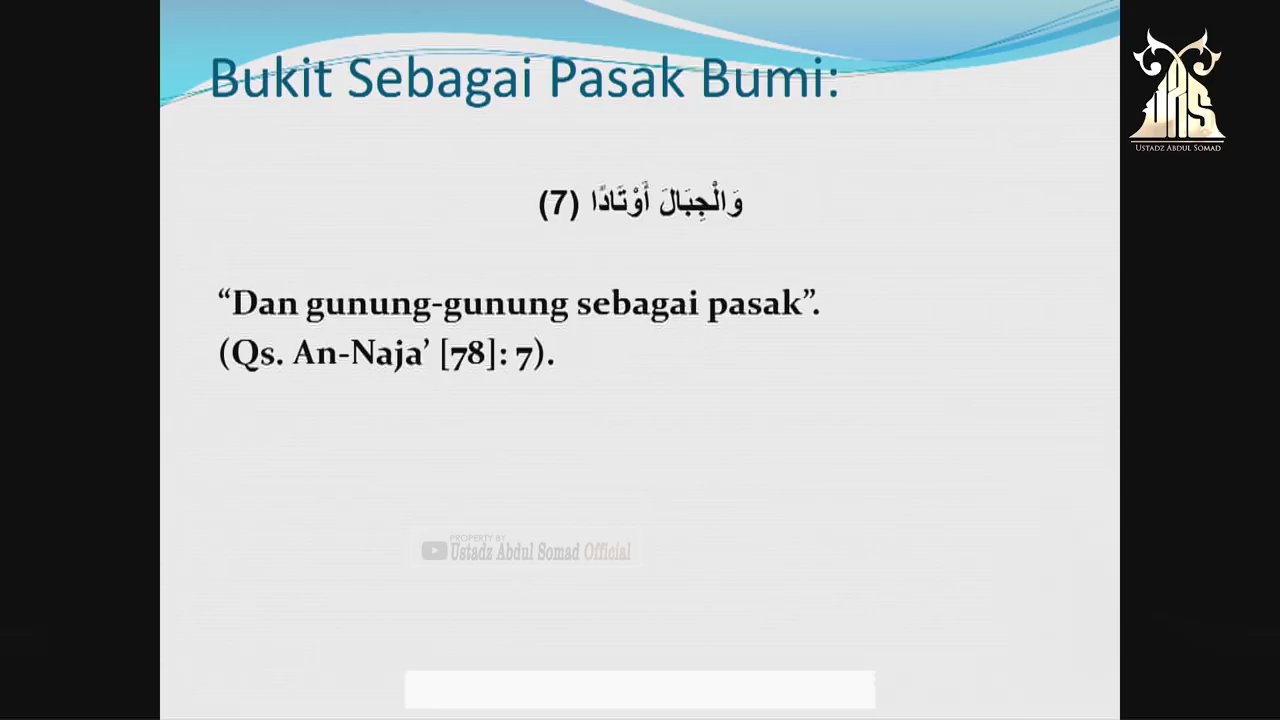 Bukit Sebagai Pasak Bumi:
وَالْجِبَالَ أَوْتَادًا (7)
“Dan gunung-gunung sebagai pasak”.
(Qs. An-Naja’ [78]: 7).
PROPERTY BY
Ustadz Abdul Somad Official
UAS
USTADZ ABDUL SOMAD